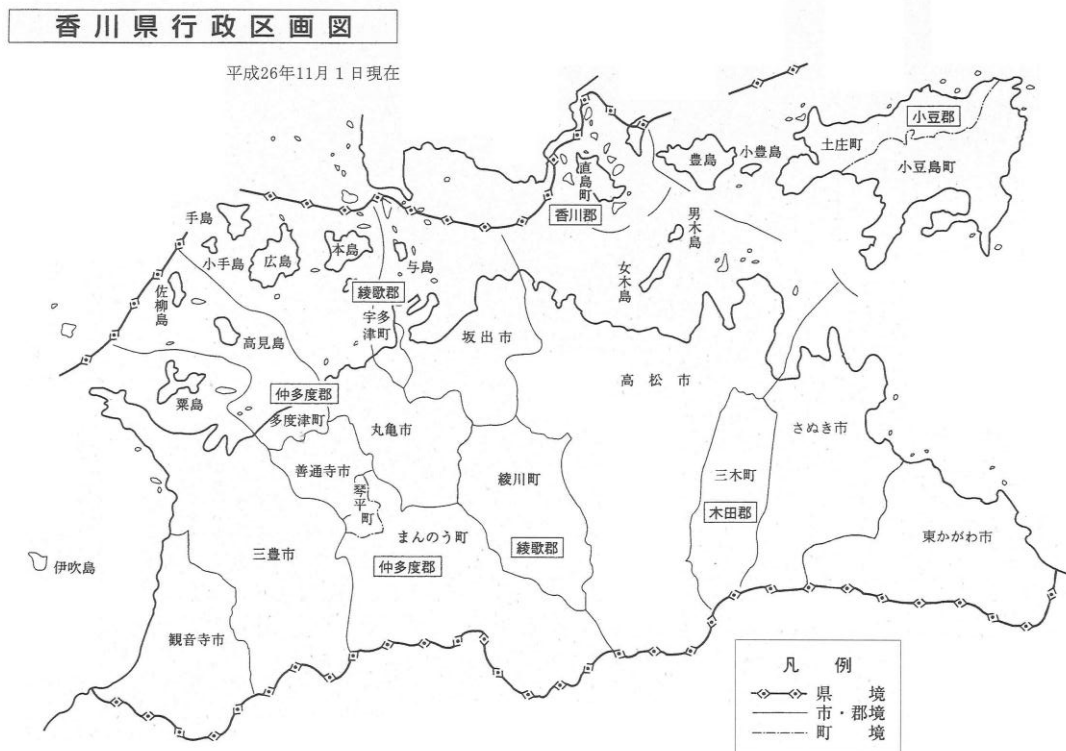 香川県行政区画図
平成26年11月1日現在
小豆郡
土庄町
小豆島町
豊島
小豊島
直島町
香川郡
男木島
女木島
手島
小手島
広島
本島
与島
佐柳島
高見島
粟島
綾歌郡
宇多津町
坂出市
高松市
仲多度郡
多度津町
丸亀市
善通寺市
琴平町
綾川町
綾歌郡
まんのう町
仲多度郡
三木町
木田郡
さぬき市
東かがわ市
三豊市
伊吹島
観音寺市
凡例
県境
市・郡境
町境